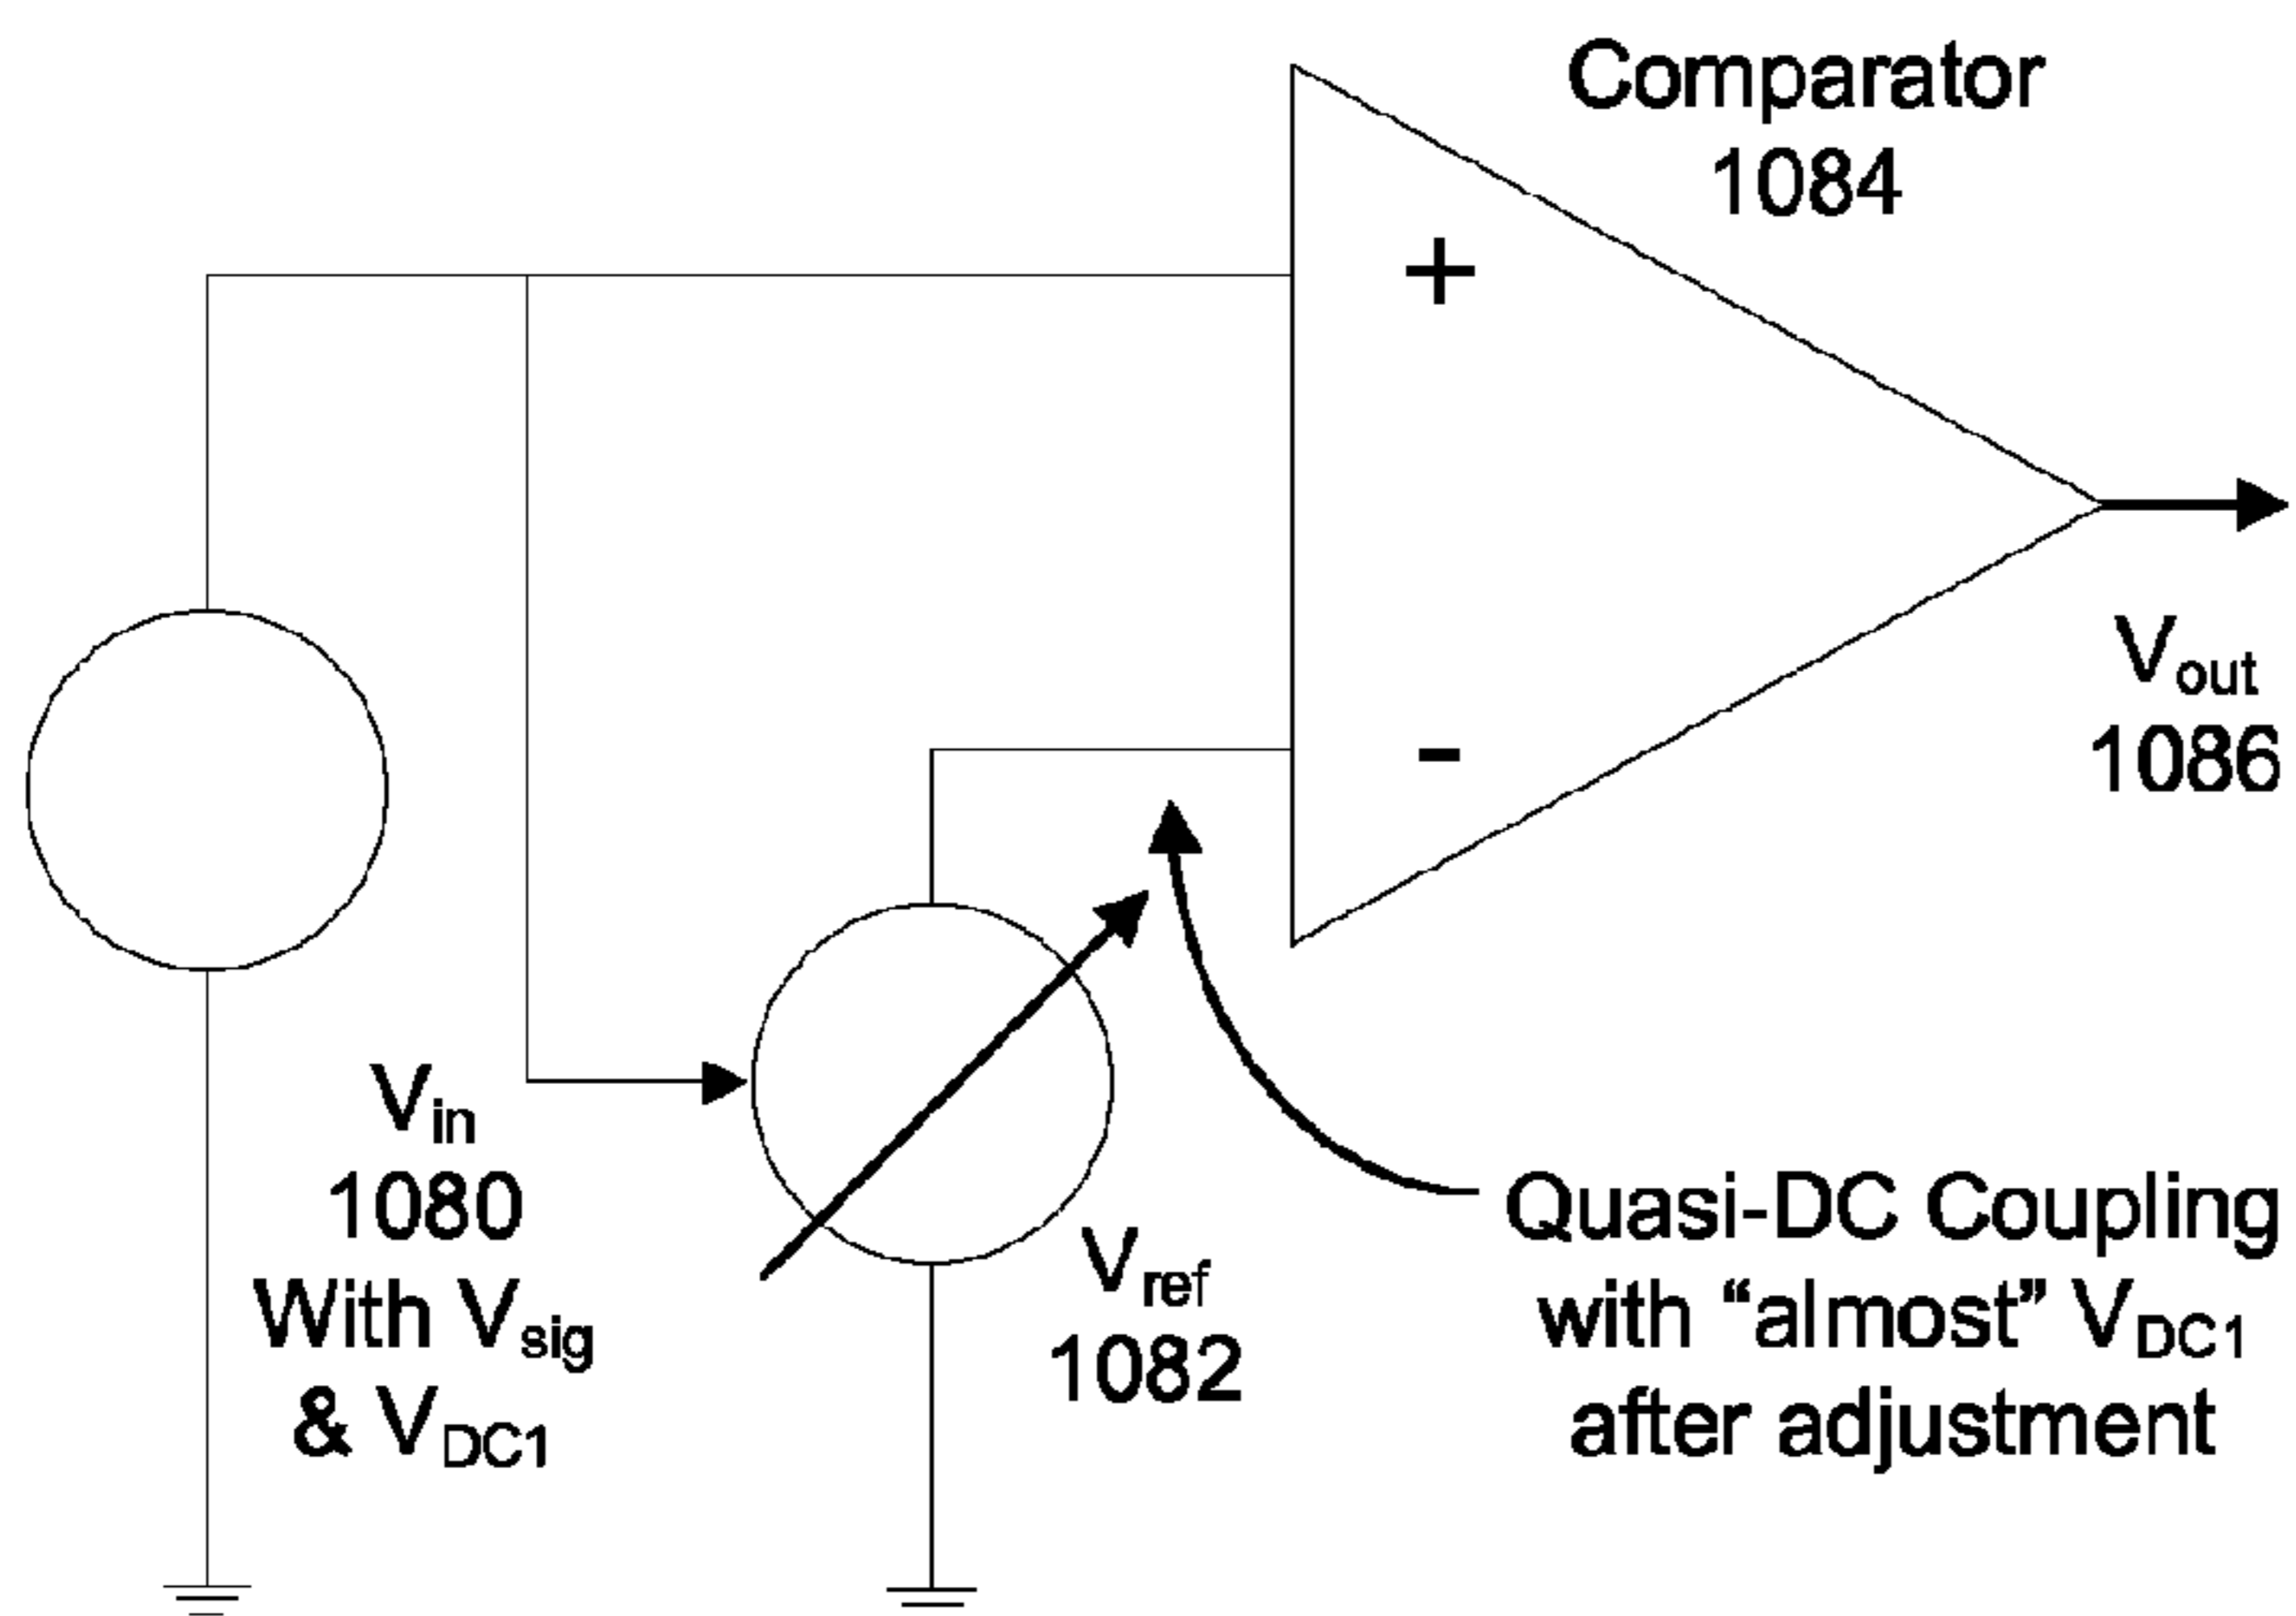 Comparator
1084
+
-
Vout
1086
Vin
1080
With Vsig
& VDC1
Vref
1082
Quasi-DC Coupling
with “almost” VDC1
after adjustment